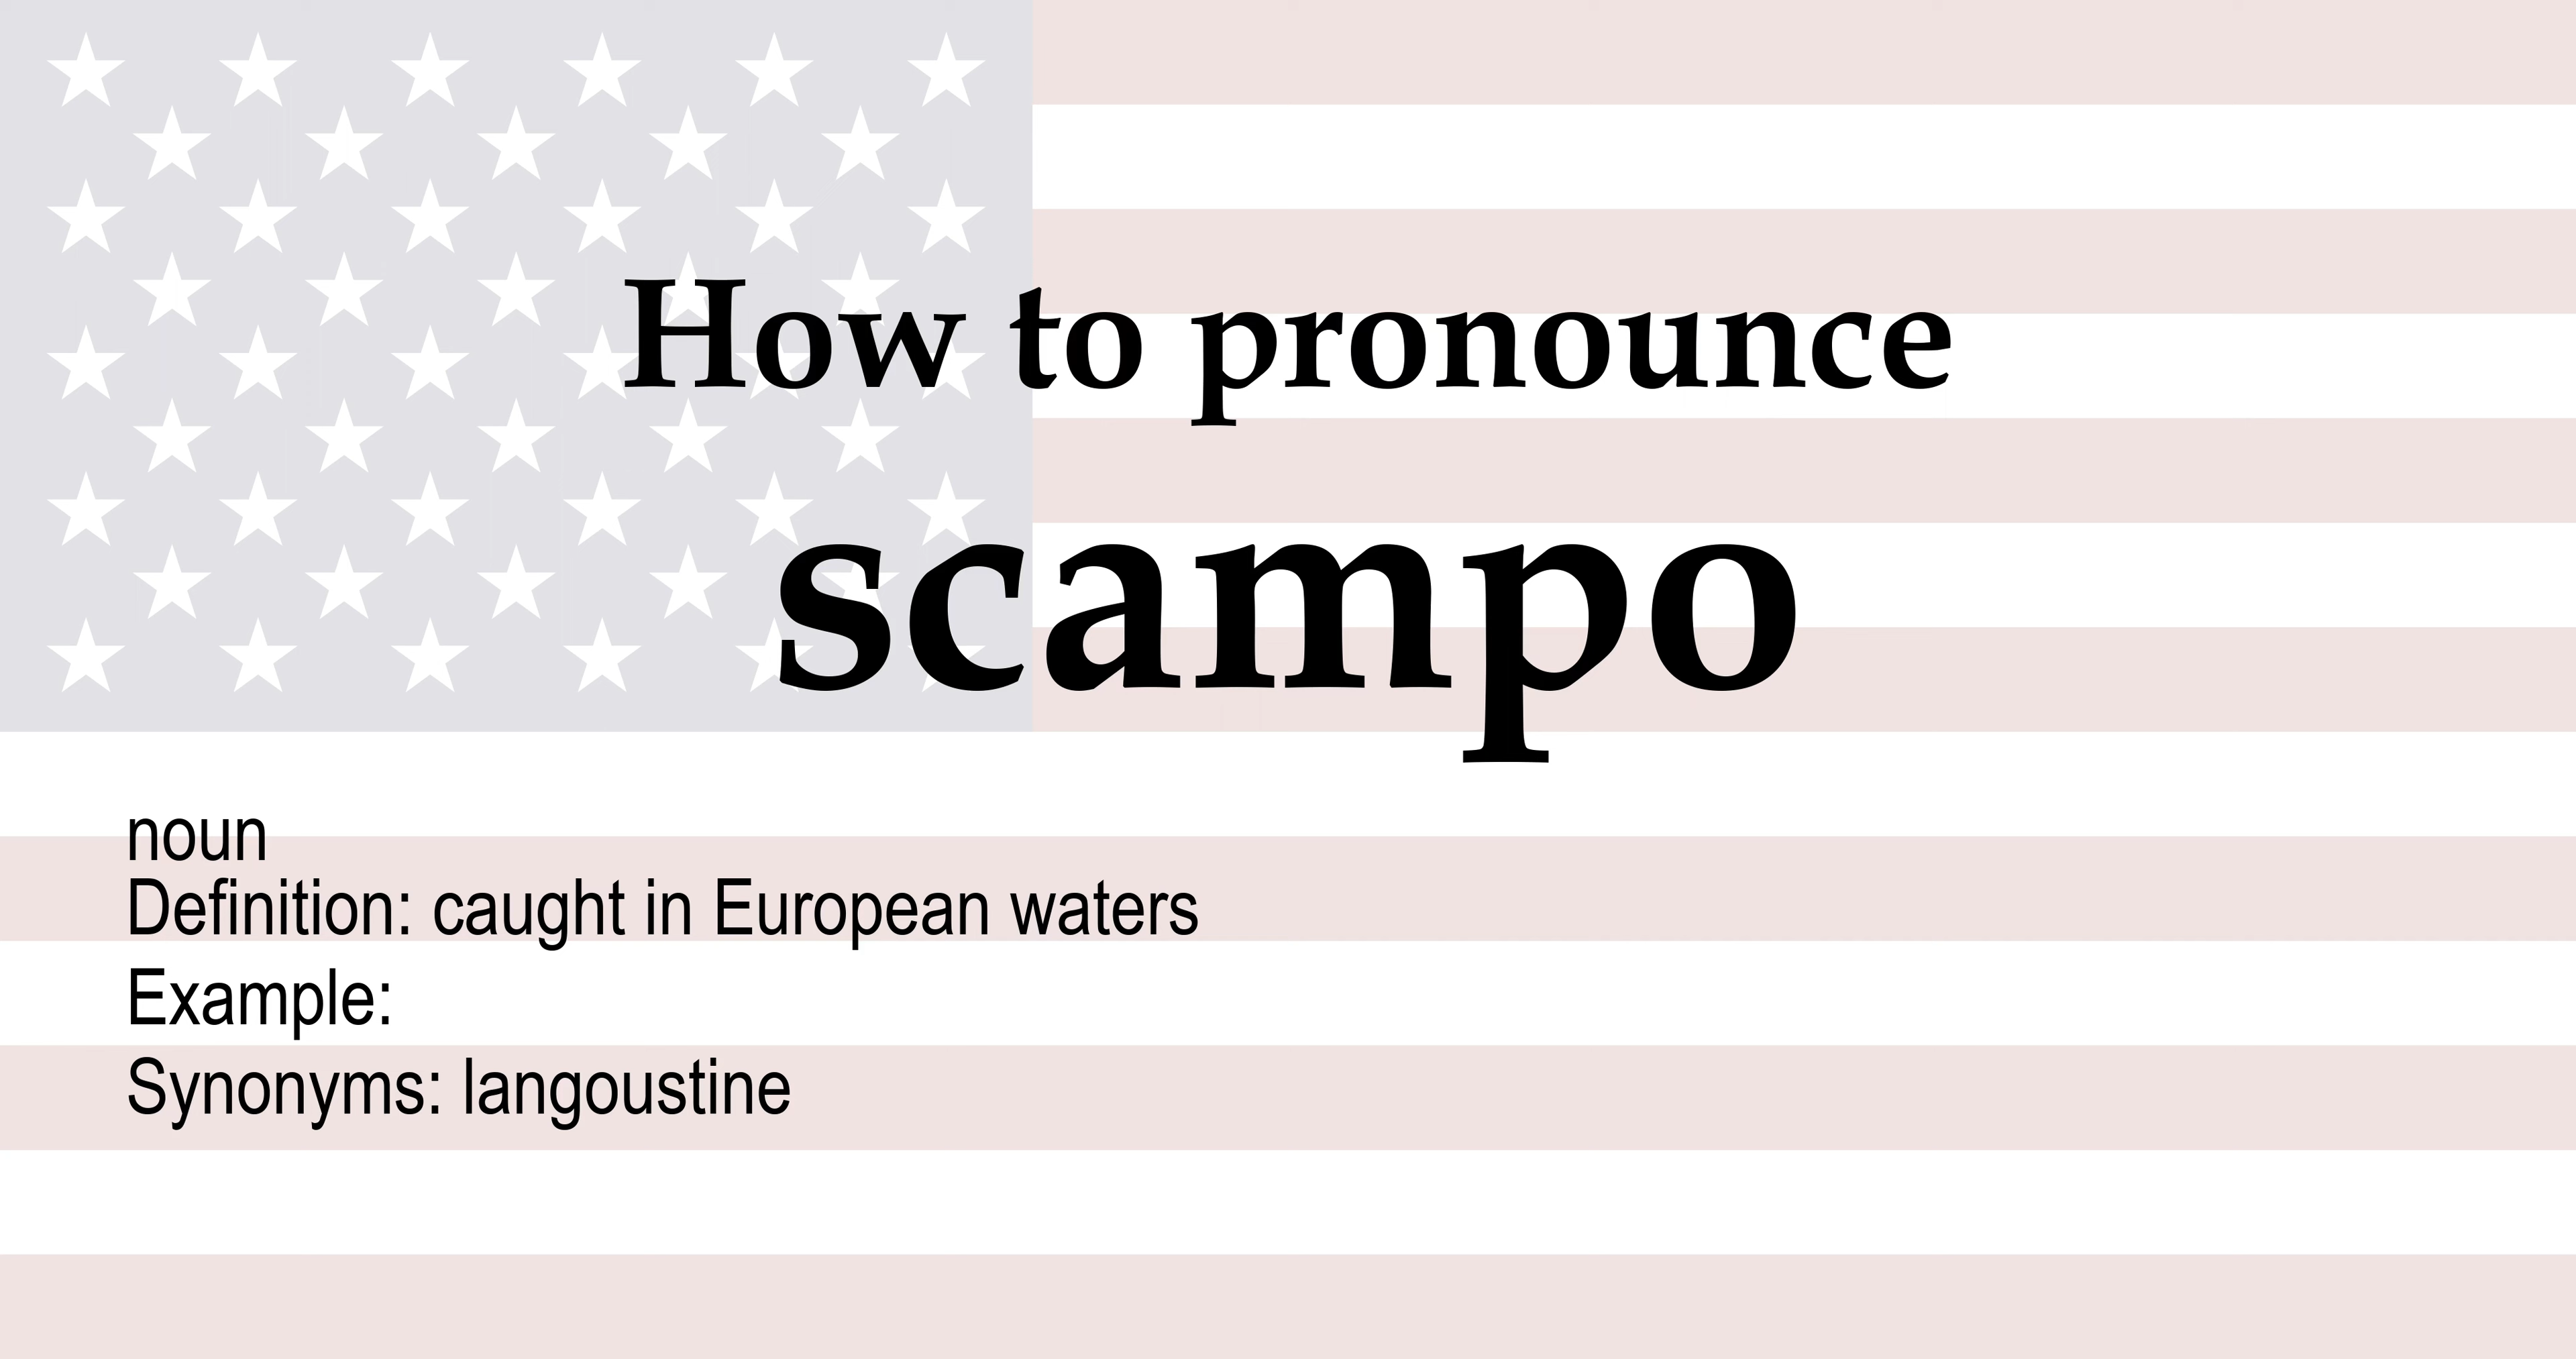 How to pronounce
scampo
noun
Definition: caught in European waters
Example:
Synonyms: langoustine